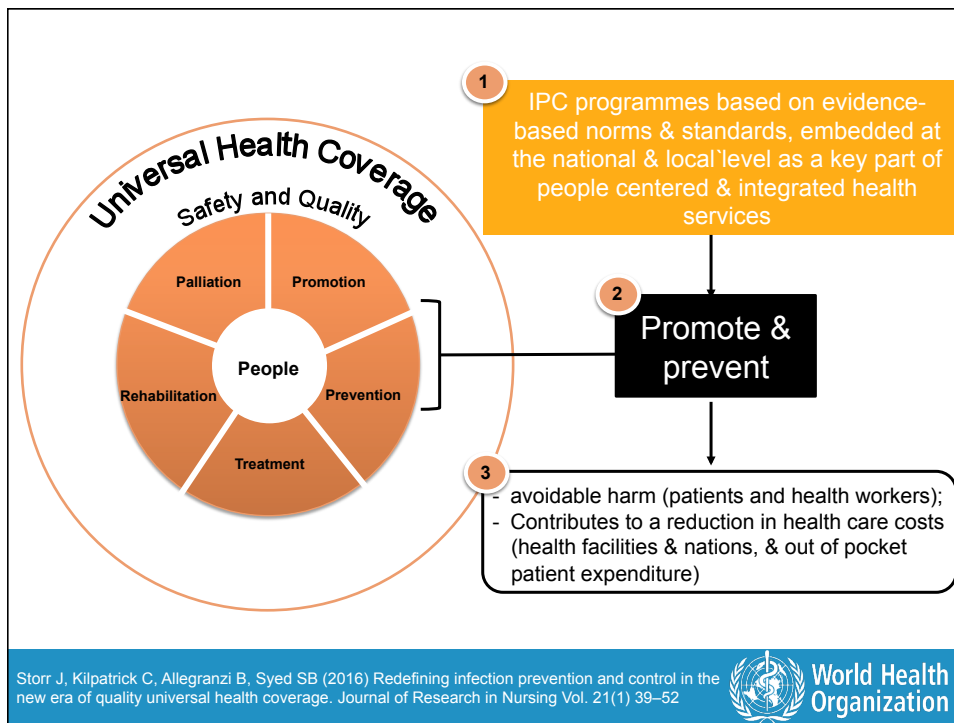 Universal Health Coverage
Safety and Quality
Palliation
Promotion
People
Rehabilitation
Prevention
Treatment
1
IPC programmes based on evidence-
based norms & standards, embedded at
the national & local`level as a key part of
people centered & integrated health
services
2
Promote &
prevent
3
- avoidable harm (patients and health workers);
- Contributes to a reduction in health care costs
(health facilities & nations, & out of pocket
patient expenditure)
Storr J, Kilpatrick C, Allegranzi B, Syed SB (2016) Redefining infection prevention and control in the
new era of quality universal health coverage. Journal of Research in Nursing Vol. 21(1) 39–52
World Health
Organization